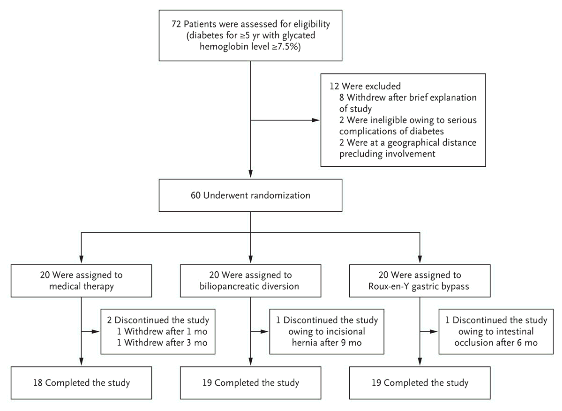 72 Patients were assessed for eligibility
(diabetes for ≥5 yr with glycated
hemoglobin level ≥7.5%)
12 Were excluded
8 Withdrew after brief explanation
of study
2 Were ineligible owing to serious
complications of diabetes
2 Were at a geographical distance
precluding involvement
60 Underwent randomization
20 Were assigned to
medical therapy
20 Were assigned to
biliopancreatic diversion
20 Were assigned to
Roux-en-Y gastric bypass
2 Discontinued the study
1 Withdrew after 1 mo
1 Withdrew after 3 mo
1 Discontinued the study
owing to incisional
hernia after 9 mo
1 Discontinued the study
owing to intestinal
occlusion after 6 mo
18 Completed the study
19 Completed the study
19 Completed the study